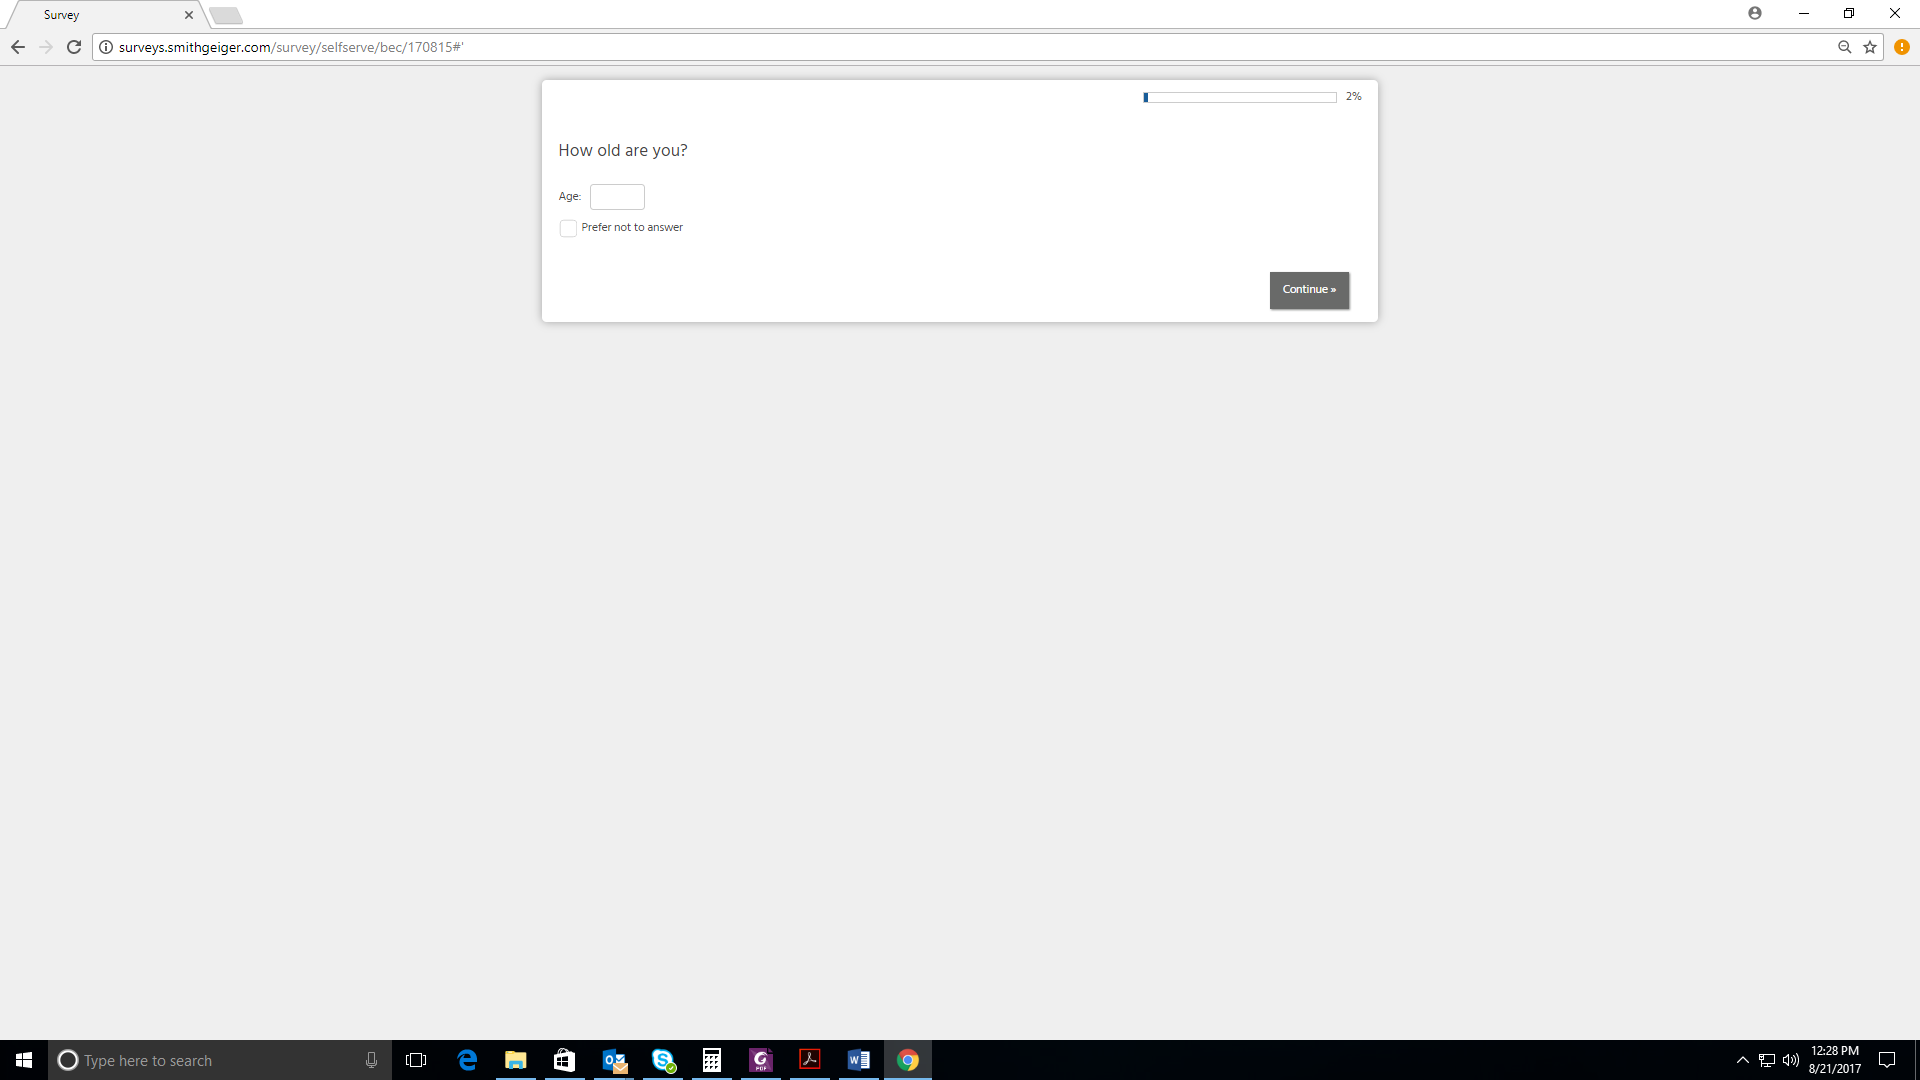 Survey
surveys.smithgeiger.com/survey/selfserve/bec/170815#'
2%
How old are you?
Age:
Prefer not to answer
Continue »
Type here to search
12:28 PM
8/21/2017